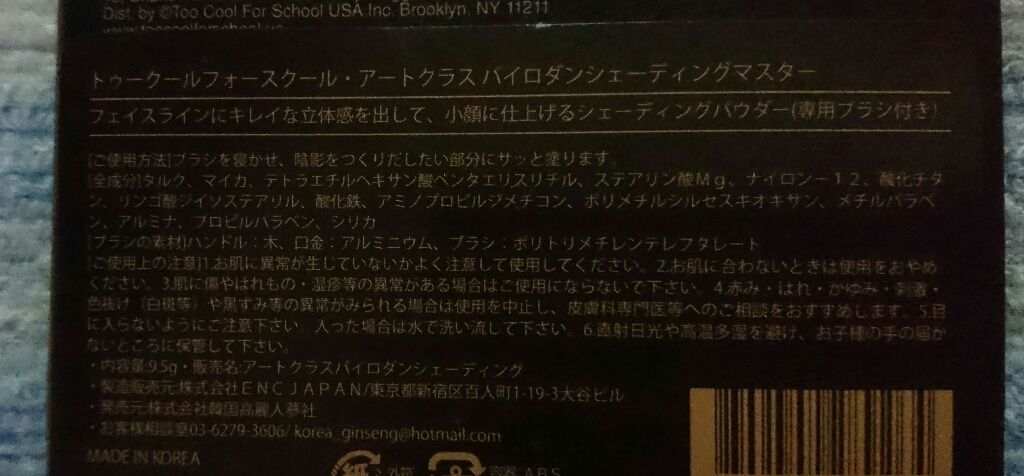 Dist. by ©Too Cool For School USA Inc. Brooklyn, NY 11211
トゥークールフォースクール・アートクラス バイロダンシェーディングマスター
フェイスラインにキレイな立体感を出して、小顔に仕上げるシェーディングパウダー(専用ブラシ付き)
[ご使用方法]ブラシを寝かせ、陰影をつくりだしたい部分にサッと塗ります。
[全成分]タルク、マイカ、テトラエチルヘキサン酸ペンタエリスリチル、ステアリン酸Mg、ナイロン－12、酸化チタ
ン、リンゴ酸ジイソステアリル、酸化鉄、アミノプロピルジメチコン、ポリメチルシルセスキオキサン、メチルパラベ
ン、アルミナ、プロピルパラベン、シリカ
[ブラシの素材]ハンドル：木、口金：アルミニウム、ブラシ：ポリトリメチレンテレフタレート
[ご使用上の注意]1.お肌に異常が生じていないかよく注意して使用してください。2.お肌に合わないときは使用をおやめ
ください。3.肌に傷やはれもの・湿疹等の異常がある場合はご使用にならないで下さい。4.赤み・はれ・かゆみ・刺激・
色抜け（白斑等）や黒ずみ等の異常がみられる場合は使用を中止し、皮膚科専門医等へのご相談をおすすめします。5.目
に入らないようにご注意下さい。入った場合は水で洗い流して下さい。6.直射日光や高温多湿を避け、お子様の手の届か
ないところに保管して下さい。
・内容量:9.5g・販売名:アートクラスバイロダンシェーディング
・製造販売元:株式会社ENC JAPAN/東京都新宿区百人町1-19-3大谷ビル
・発売元:株式会社韓国高麗人蔘社
・お客様相談室03-6279-3606/ korea_ginseng@hotmail.com
MADE IN KOREA